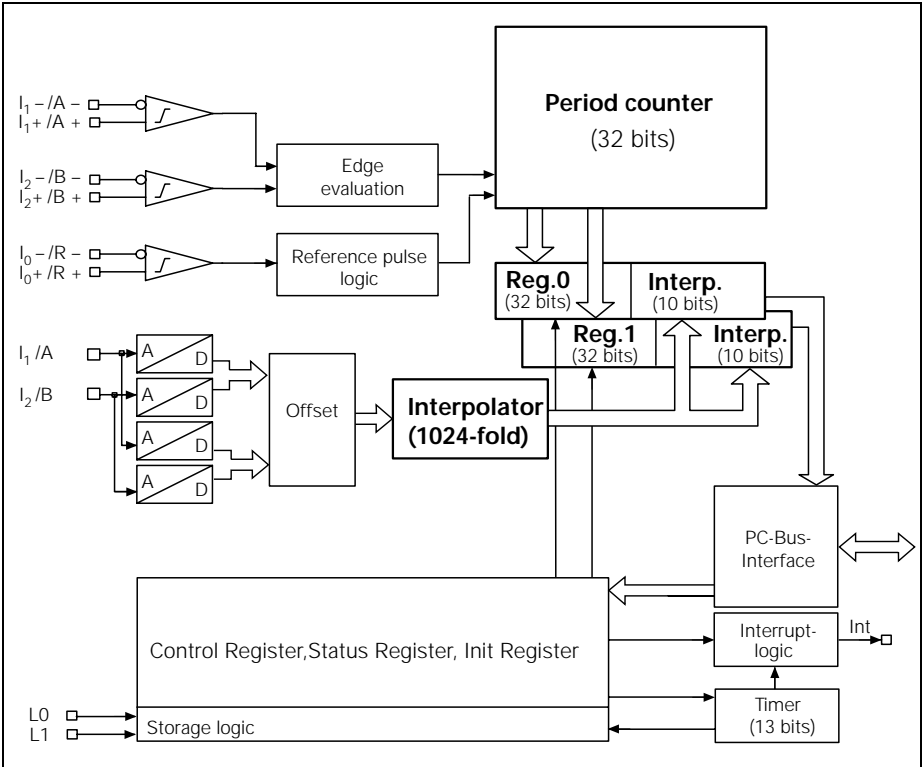 Period counter
(32 bits)
I1 – /A –
I1+ /A +
I2 – /B –
I2+ /B +
I0 – /R –
I0+ /R +
Edge
evaluation
Reference pulse
logic
Reg.0
(32 bits)
Interp.
(10 bits)
Reg.1
(32 bits)
Interp.
(10 bits)
I1 /A
I2 /B
A
D
A
D
A
D
A
D
Offset
Interpolator
(1024-fold)
PC-Bus-
Interface
Control Register,Status Register, Init Register
Interrupt-
logic
Int
Timer
(13 bits)
L0
L1
Storage logic